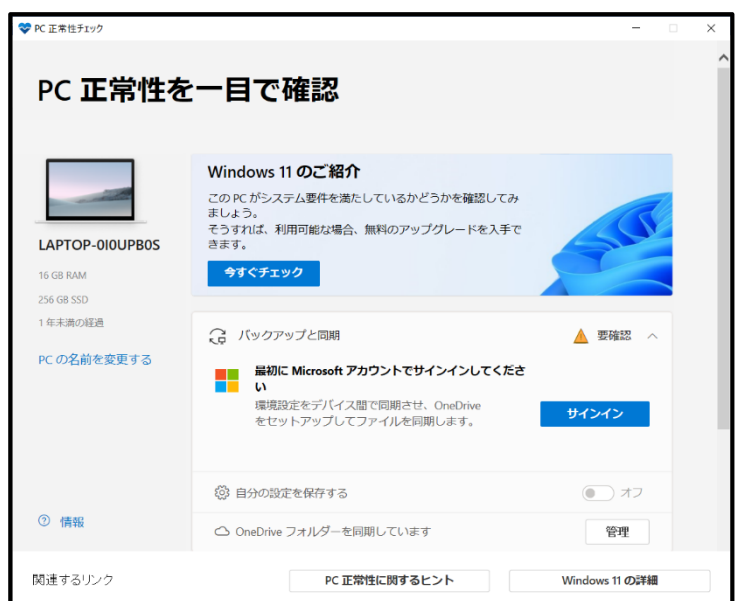 PC 正常性チェック
PC 正常性を一目で確認
LAPTOP-0I0UPB0S
16 GB RAM
256 GB SSD
1 年未満の経過
PC の名前を変更する
Windows 11 のご紹介
この PC がシステム要件を満たしているかどうかを確認してみ
ましょう。
そうすれば、利用可能な場合、無料のアップグレードを入手で
きます。
今すぐチェック
バックアップと同期
要確認
最初に Microsoft アカウントでサインインしてくださ
い
環境設定をデバイス間で同期させ、OneDrive
をセットアップしてファイルを同期します。
サインイン
自分の設定を保存する
オフ
OneDrive フォルダーを同期しています
管理
情報
関連するリンク
PC 正常性に関するヒント
Windows 11 の詳細